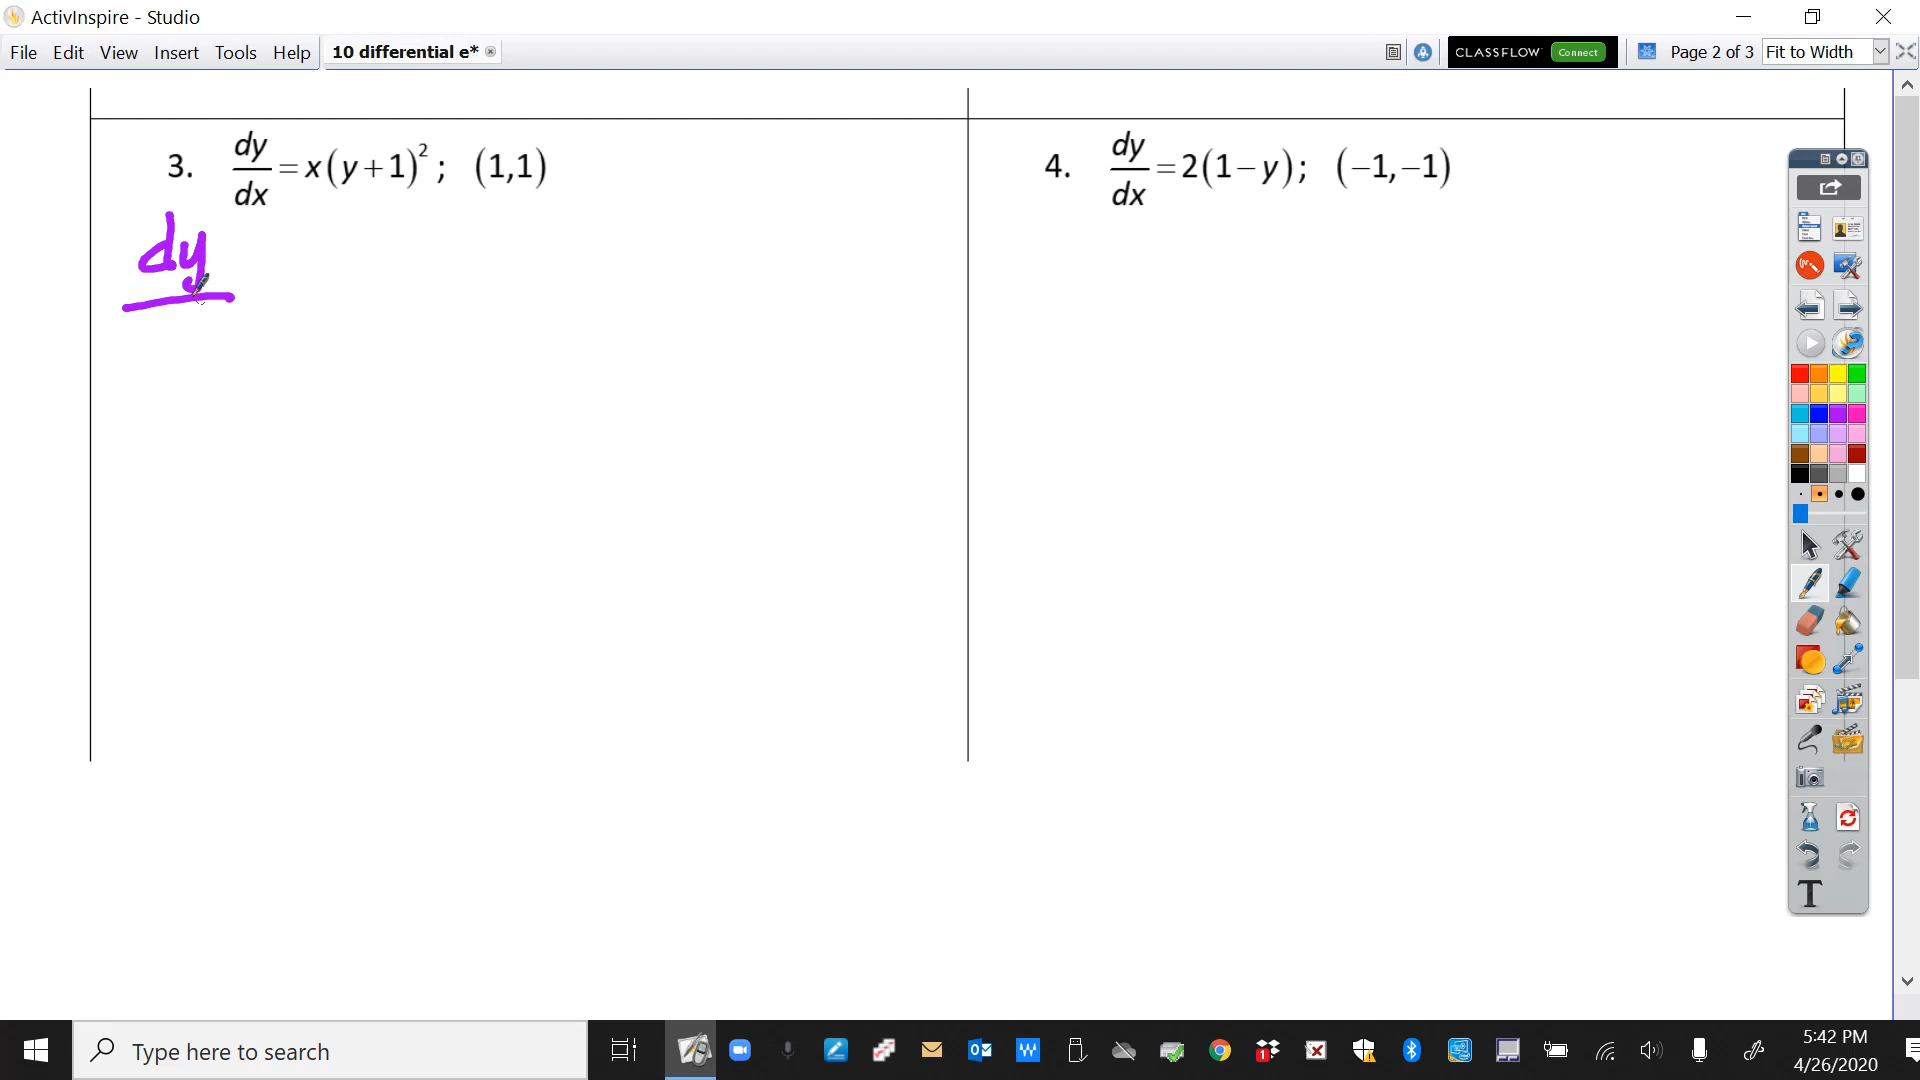 ActivInspire - Studio
File Edit View Insert Tools Help 10 differential e* CLASSFLOW Connect Page 2 of 3 Fit to Width
3. dy/dx = x(y+1)²; (1,1)
4. dy/dx = 2(1−y); (−1,−1)
dy
T
Type here to search
1
5:42 PM
4/26/2020